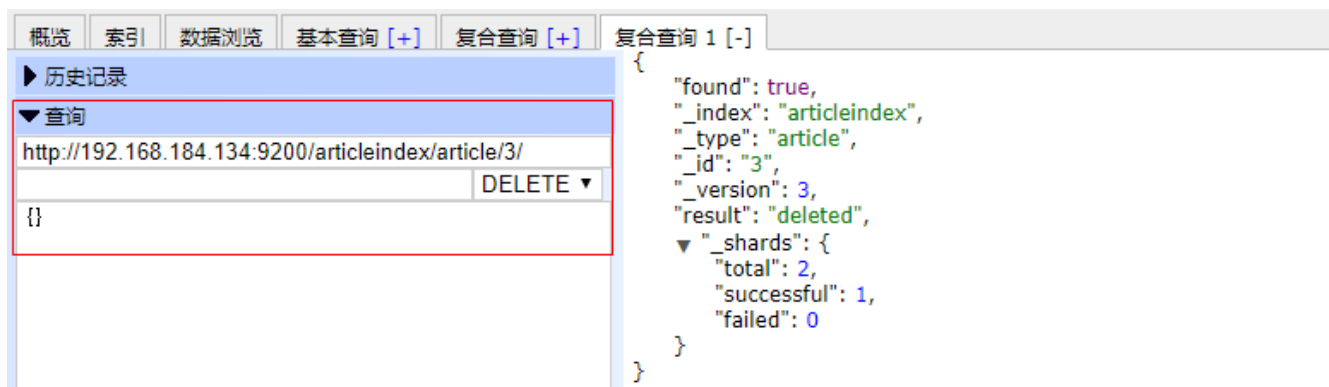 概览 索引 数据浏览 基本查询 [+] 复合查询 [+] 复合查询 1 [-]
历史记录
查询
http://192.168.184.134:9200/articleindex/article/3/
DELETE
{}
{
"found": true,
"_index": "articleindex",
"_type": "article",
"_id": "3",
"_version": 3,
"result": "deleted",
"_shards": {
"total": 2,
"successful": 1,
"failed": 0
}
}